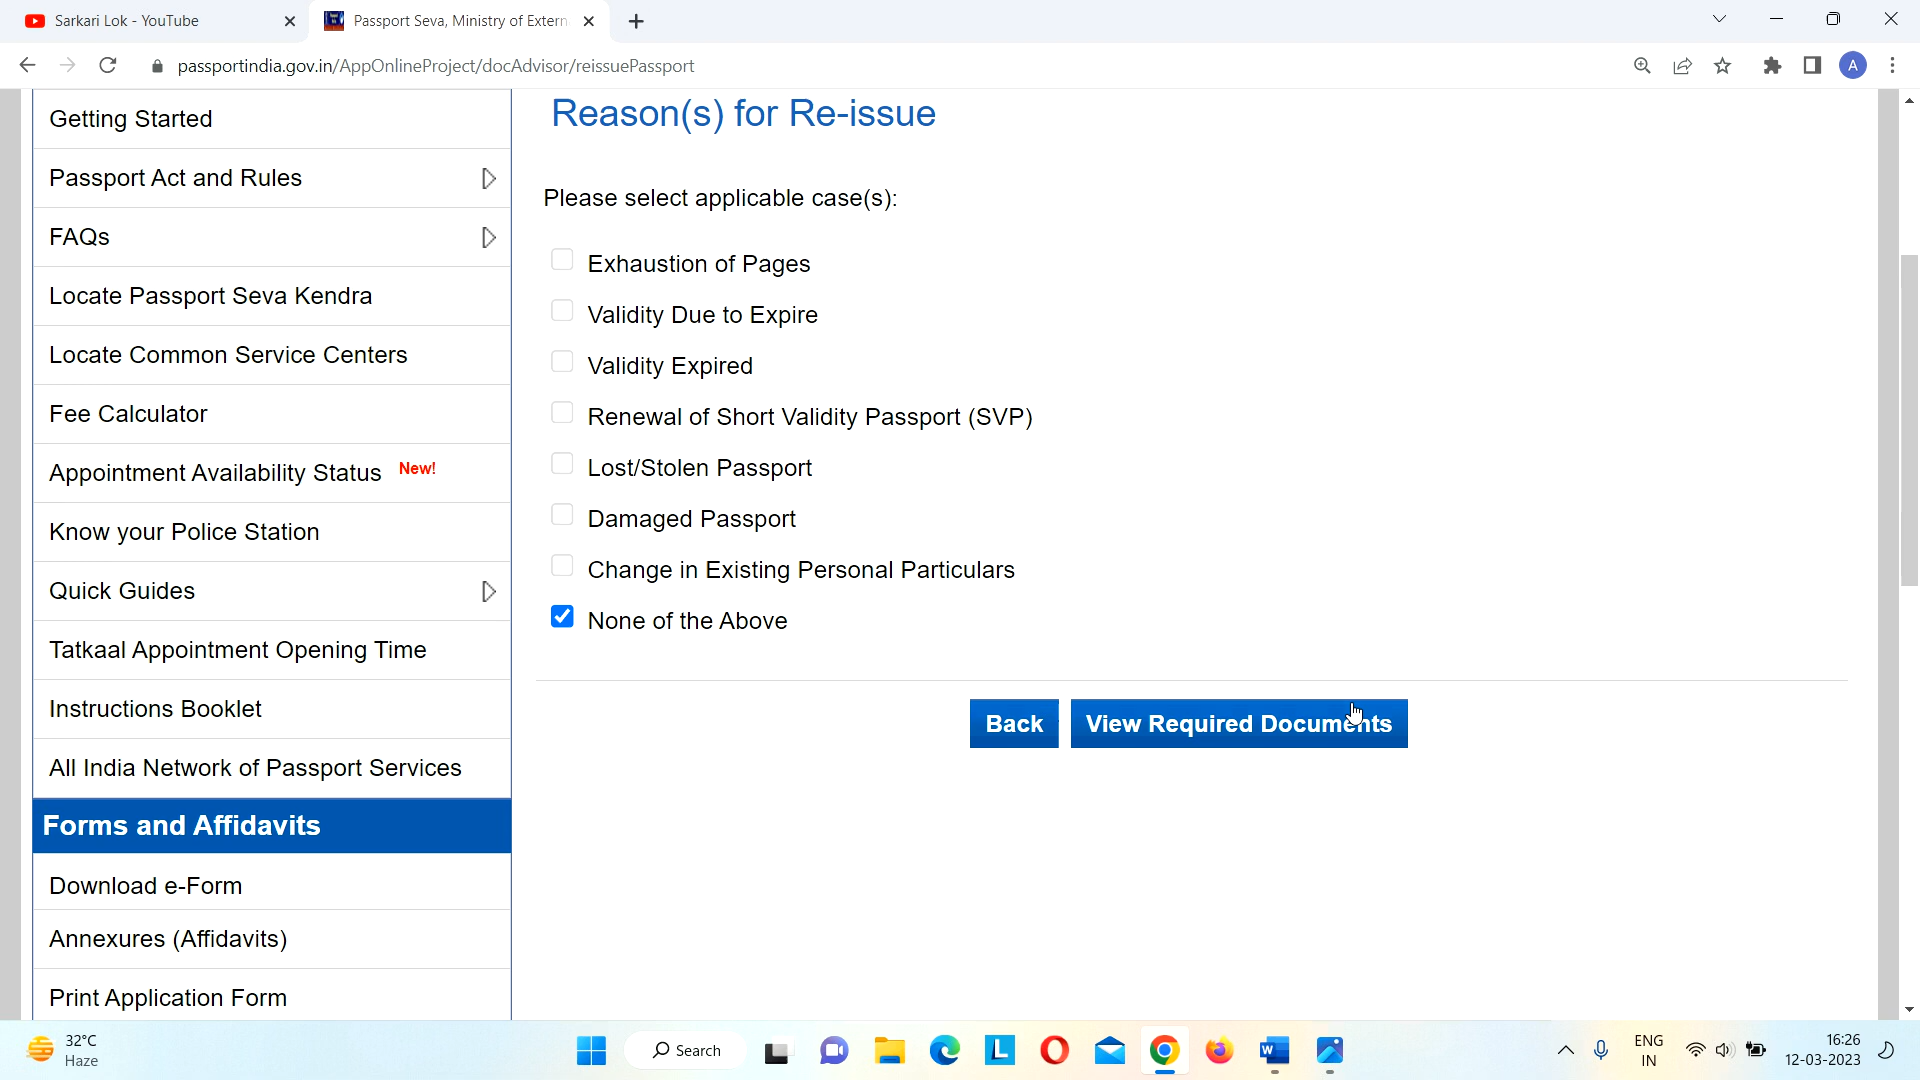 Sarkari Lok - YouTube
Passport Seva, Ministry of Extern
passportindia.gov.in/AppOnlineProject/docAdvisor/reissuePassport
A
Getting Started
Passport Act and Rules
FAQs
Locate Passport Seva Kendra
Locate Common Service Centers
Fee Calculator
Appointment Availability Status New!
Know your Police Station
Quick Guides
Tatkaal Appointment Opening Time
Instructions Booklet
All India Network of Passport Services
Forms and Affidavits
Download e-Form
Annexures (Affidavits)
Print Application Form
Reason(s) for Re-issue
Please select applicable case(s):
Exhaustion of Pages
Validity Due to Expire
Validity Expired
Renewal of Short Validity Passport (SVP)
Lost/Stolen Passport
Damaged Passport
Change in Existing Personal Particulars
None of the Above
Back View Required Documents
32°C
Haze
Search
ENG
IN
16:26
12-03-2023